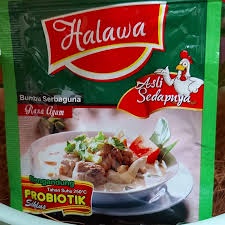 Halawa
Asli
Sedapnya
Bumbu Serbaguna
Rasa Ayam
Mengandung
Tahan Suhu 250°C
PROBIOTIK